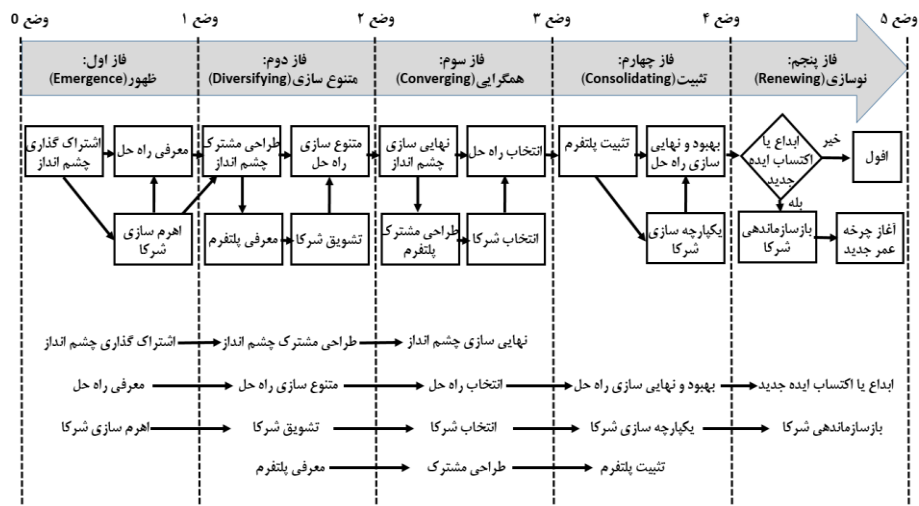 وضع 0
وضع ۱
وضع ۲
وضع ۳
وضع ۴
وضع ۵
فاز اول:
ظهور(Emergence)
فاز دوم:
متنوع سازی(Diversifying)
فاز سوم:
همگرایی(Converging)
فاز چهارم:
تثبیت(Consolidating)
فاز پنجم:
نوسازی(Renewing)
اشتراک گذاری
چشم انداز
معرفی راه حل
طراحی مشترک
چشم انداز
متنوع سازی
راه حل
نهایی سازی
چشم انداز
انتخاب راه حل
تثبیت پلتفرم
بهبود و نهایی
سازی راه حل
ابداع یا
اکتساب ایده
جدید
خیر
افول
بله
اهرم سازی
شرکا
معرفی پلتفرم
تشویق شرکا
طراحی مشترک
پلتفرم
انتخاب شرکا
یکپارچه سازی
شرکا
بازسازماندهی
شرکا
آغاز چرخه
عمر جدید
اشتراک گذاری چشم انداز
طراحی مشترک چشم انداز
نهایی سازی چشم انداز
معرفی راه حل
متنوع سازی راه حل
انتخاب راه حل
بهبود و نهایی سازی راه حل
ابداع یا اکتساب ایده جدید
اهرم سازی شرکا
تشویق شرکا
انتخاب شرکا
یکپارچه سازی شرکا
بازسازماندهی شرکا
معرفی پلتفرم
طراحی مشترک
تثبیت پلتفرم